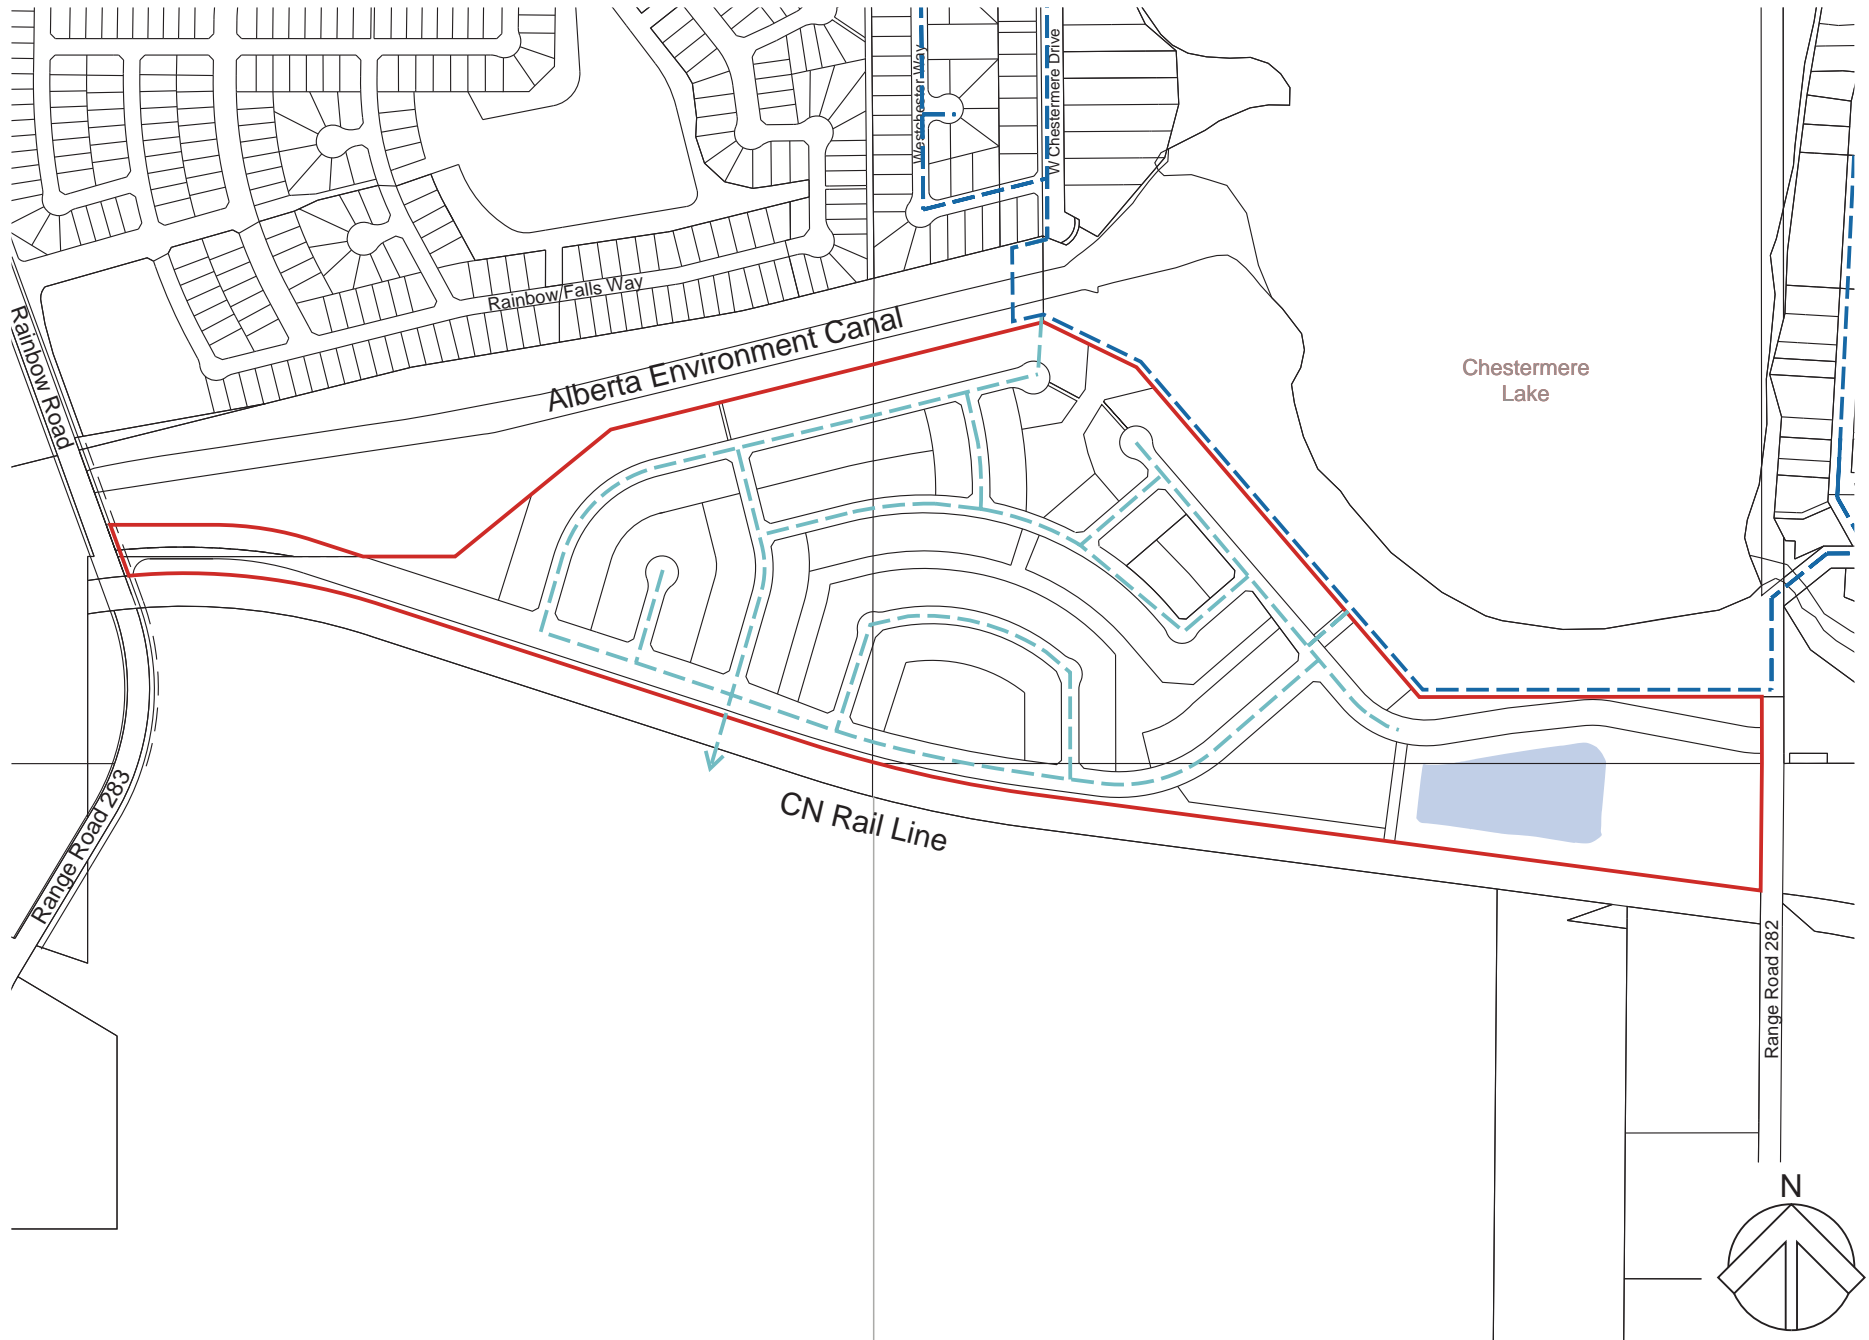 Westchester Way
W Chestermere Drive
Rainbow Falls Way
Rainbow Road
Alberta Environment Canal
Chestermere
Lake
Range Road 283
CN Rail Line
Range Road 282
N